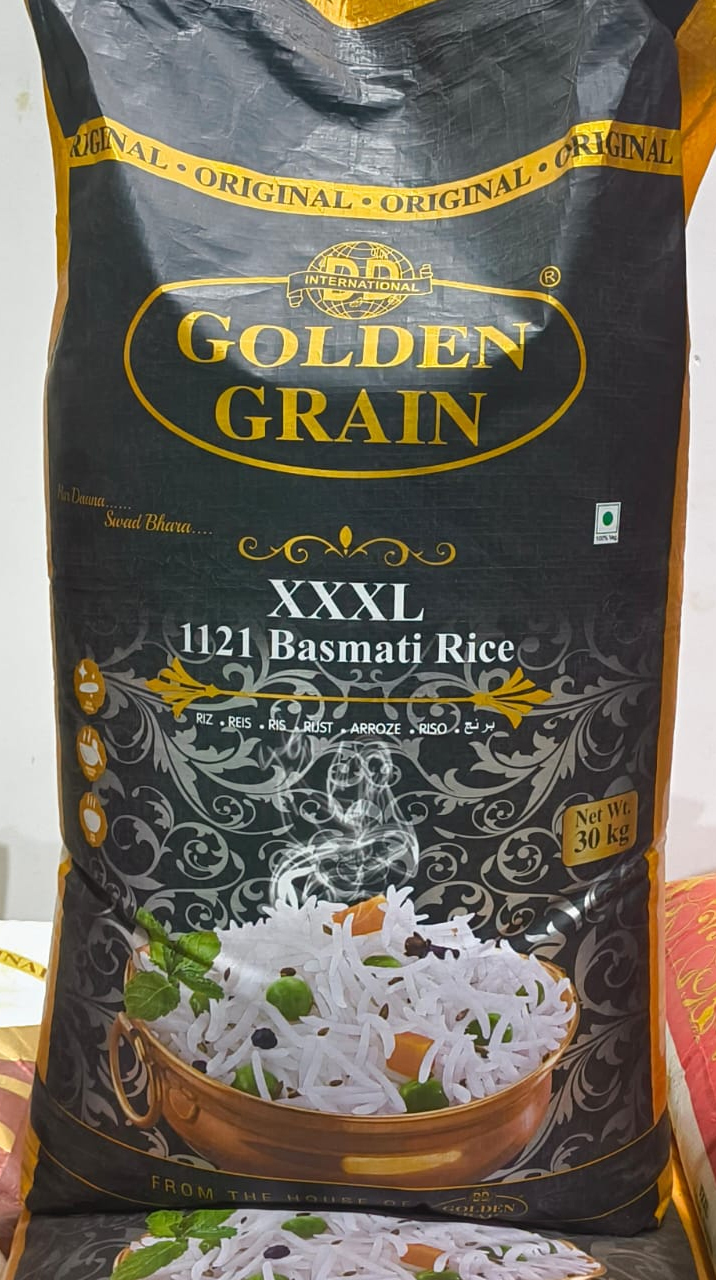 ORIGINAL • ORIGINAL • ORIGINAL • ORIGINAL
DD
INTERNATIONAL
®
GOLDEN
GRAIN
Har Daana......
Swad Bhara....
100% Veg.
XXXL
1121 Basmati Rice
RIZ • REIS • RIS • RIJST • ARROZE • RISO • برنج
Net Wt.
30 kg
FROM THE HOUSE OF
DD
GOLDEN